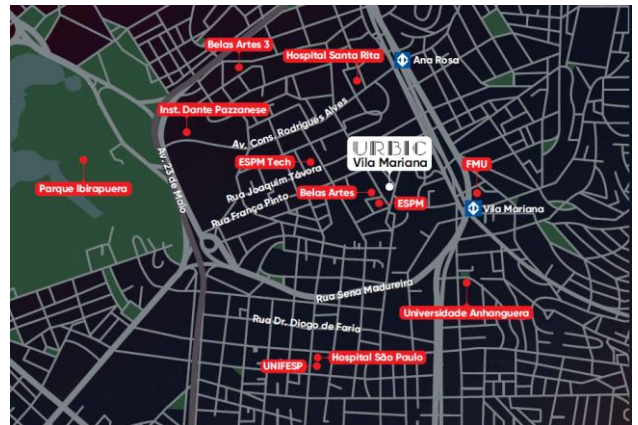 Belas Artes 3
Hospital Santa Rita
Ana Rosa
Inst. Dante Pazzanese
Av. Cons. Rodrigues Alves
URBIC
Vila Mariana
ESPM Tech
FMU
Parque Ibirapuera
Av. 23 de Maio
Rua Joaquim Távora
Belas Artes
ESPM
Rua França Pinto
Vila Mariana
Rua Sena Madureira
Universidade Anhanguera
Rua Dr. Diogo de Faria
Hospital São Paulo
UNIFESP